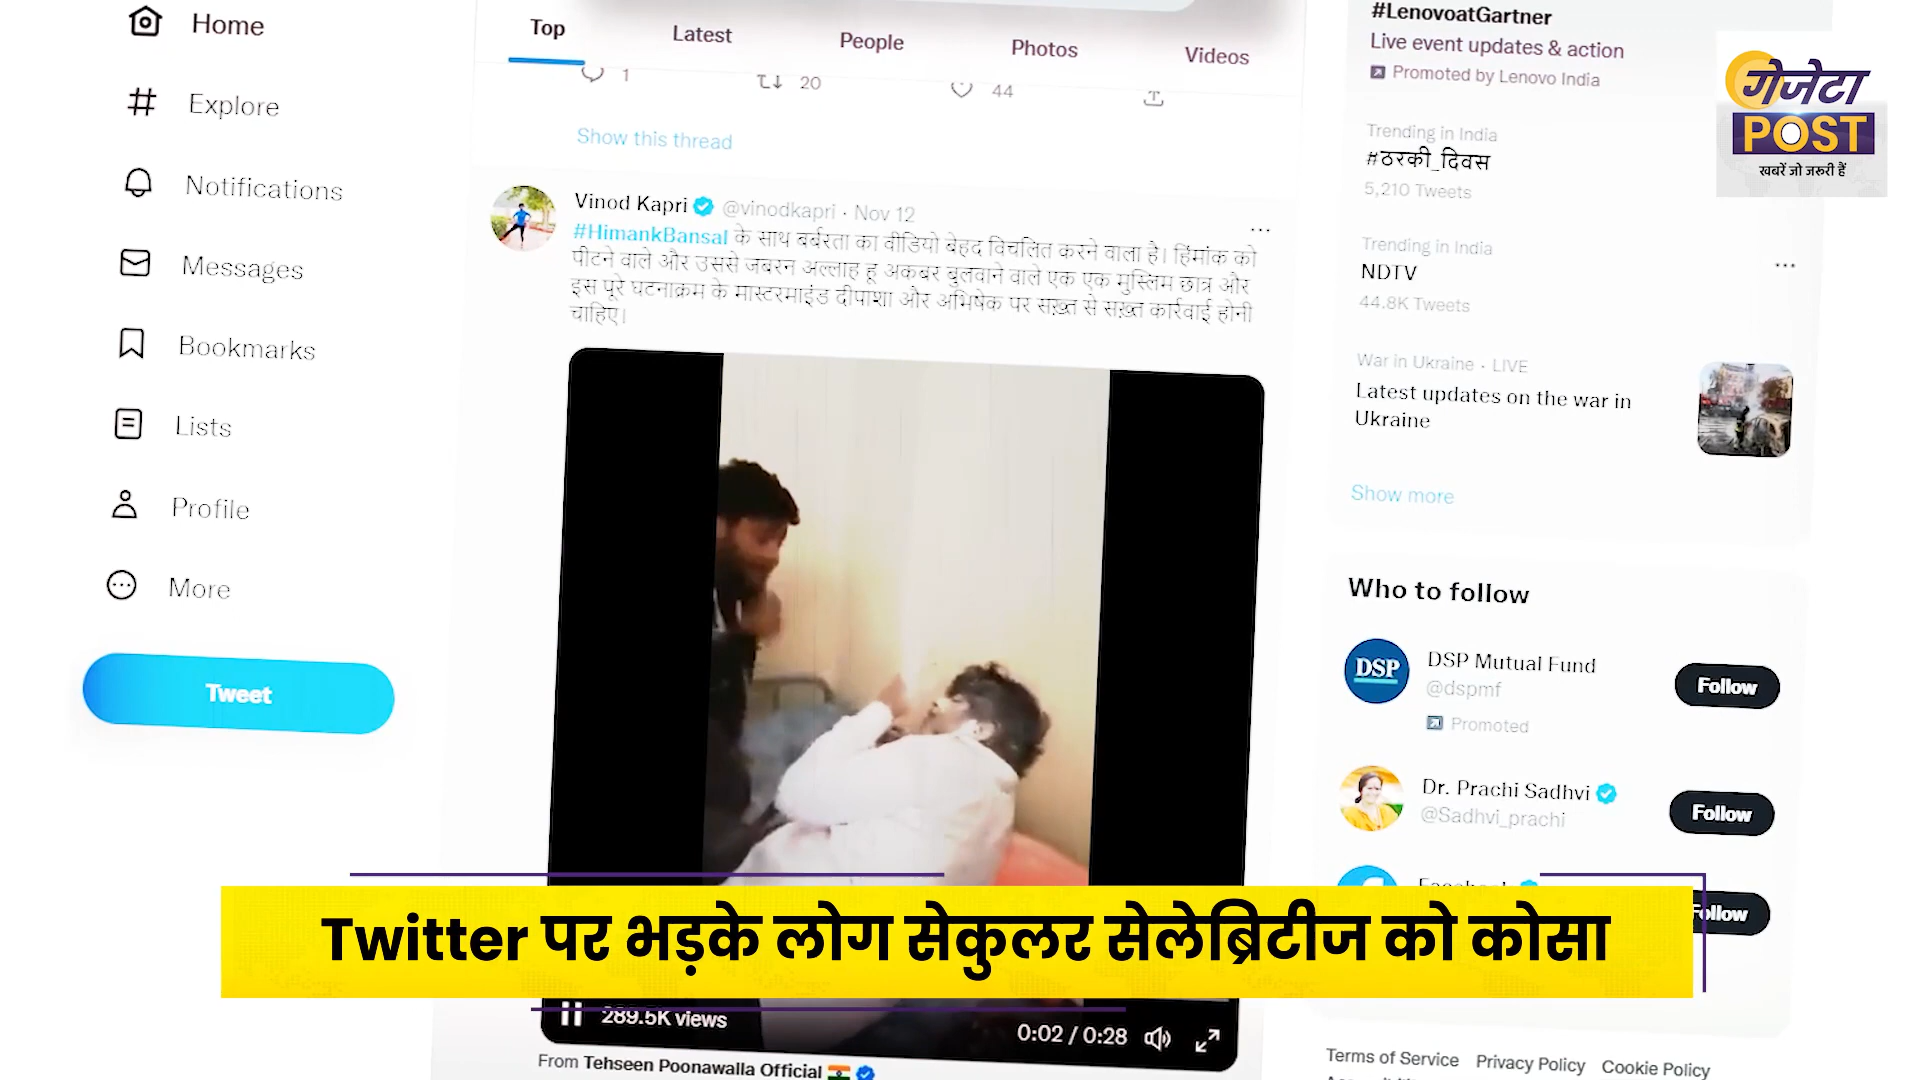 Home
Explore
Notifications
Messages
Bookmarks
Lists
Profile
More
Tweet
Top
Latest
People
Photos
Videos
1
20
44
Show this thread
Vinod Kapri @vinodkapri · Nov 12
#HimankBansal के साथ बर्बरता का वीडियो बेहद विचलित करने वाला है। हिमांक को
पीटने वाले और उससे जबरन अल्लाह हू अकबर बुलवाने वाले एक एक मुस्लिम छात्र और
इस पूरे घटनाक्रम के मास्टरमाइंड दीपाशा और अभिषेक पर सख़्त से सख़्त कार्रवाई होनी
चाहिए।
289.5K views
0:02 / 0:28
From Tehseen Poonawalla Official
#LenovoatGartner
Live event updates & action
Promoted by Lenovo India
Trending in India
#ठरकी_दिवस
5,210 Tweets
Trending in India
NDTV
44.8K Tweets
War in Ukraine · LIVE
Latest updates on the war in
Ukraine
Show more
Who to follow
DSP
DSP Mutual Fund
@dspmf
Promoted
Follow
Dr. Prachi Sadhvi
@Sadhvi_prachi
Follow
Follow
Terms of Service Privacy Policy Cookie Policy
गेजेटा
POST
खबरें जो जरूरी हैं
Twitter पर भड़के लोग सेकुलर सेलेब्रिटीज को कोसा